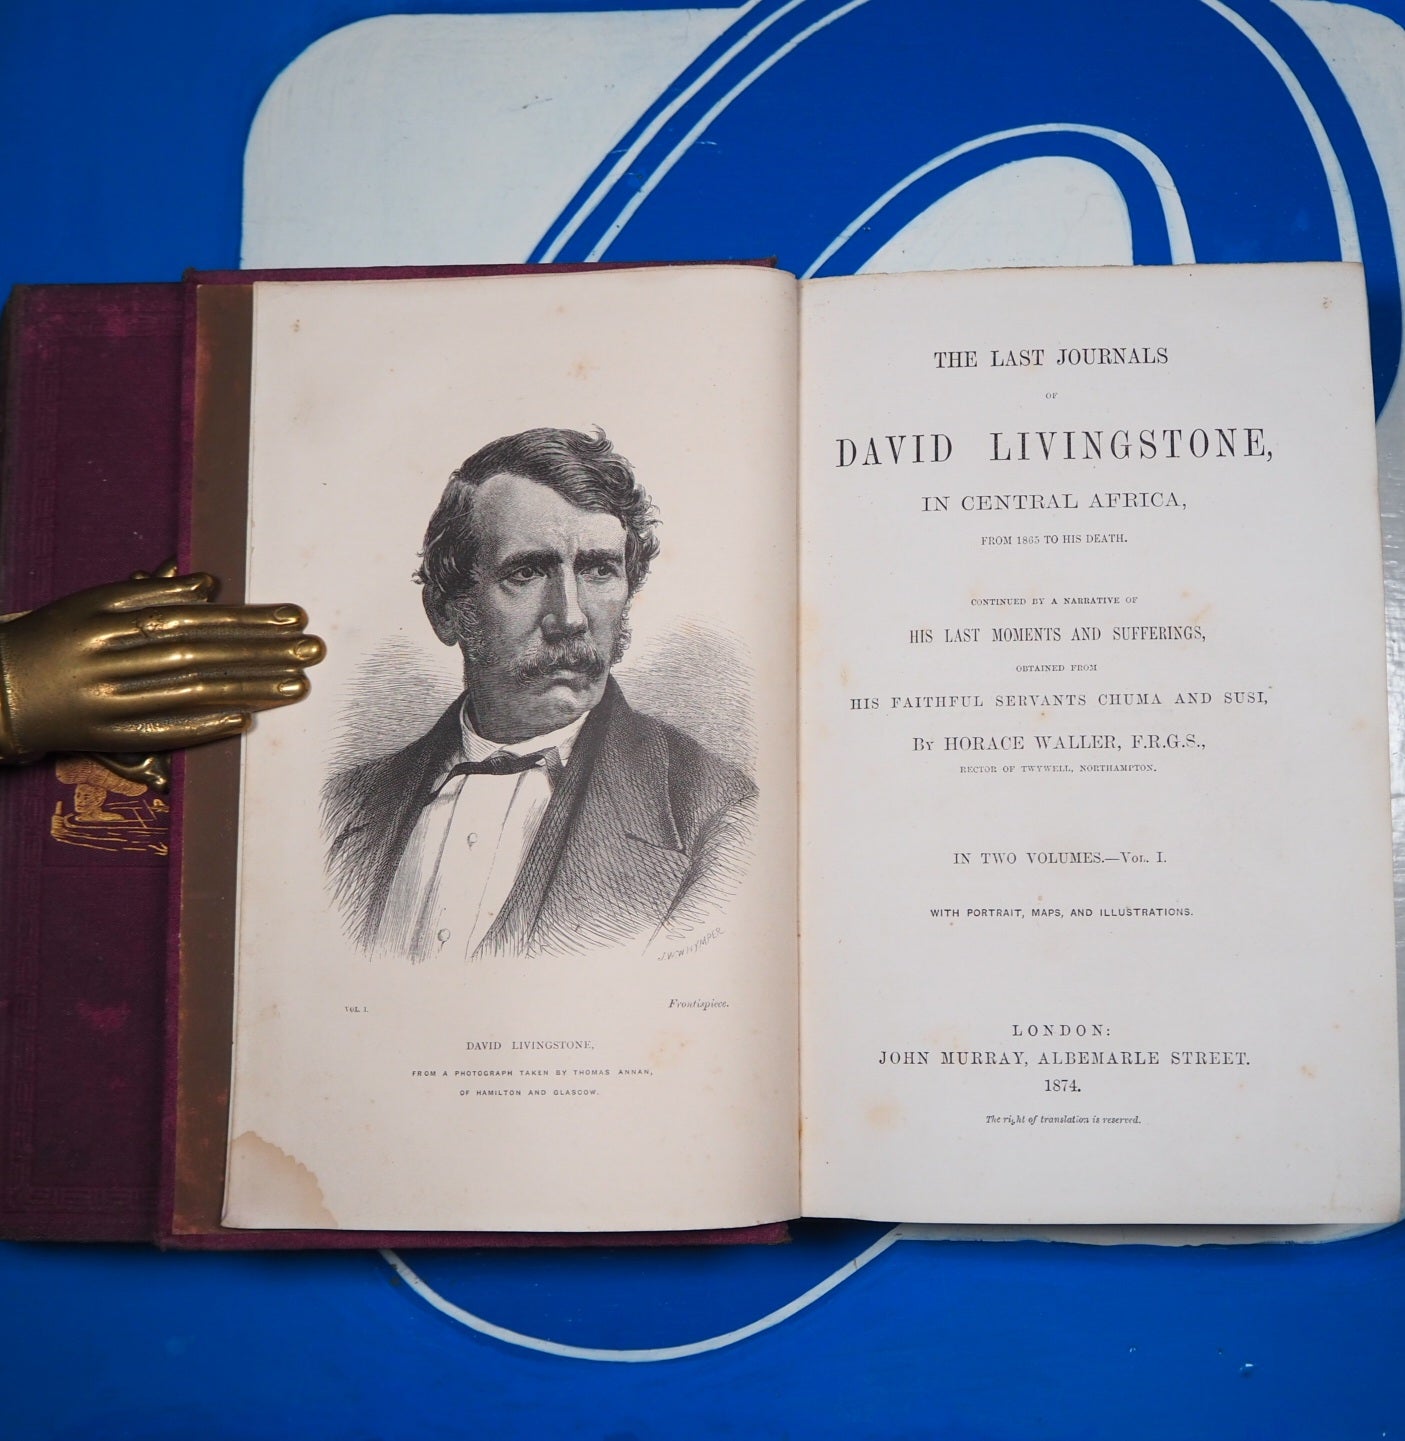 J.W. WHYMPER
VOL. I.
Frontispiece.
DAVID LIVINGSTONE,
FROM A PHOTOGRAPH TAKEN BY THOMAS ANNAN,
OF HAMILTON AND GLASGOW.
THE LAST JOURNALS
OF
DAVID LIVINGSTONE,
IN CENTRAL AFRICA,
FROM 1865 TO HIS DEATH.
CONTINUED BY A NARRATIVE OF
HIS LAST MOMENTS AND SUFFERINGS,
OBTAINED FROM
HIS FAITHFUL SERVANTS CHUMA AND SUSI,
BY HORACE WALLER, F.R.G.S.,
RECTOR OF TWYWELL, NORTHAMPTON.
IN TWO VOLUMES.—VOL. I.
WITH PORTRAIT, MAPS, AND ILLUSTRATIONS.
LONDON:
JOHN MURRAY, ALBEMARLE STREET.
1874.
The right of translation is reserved.